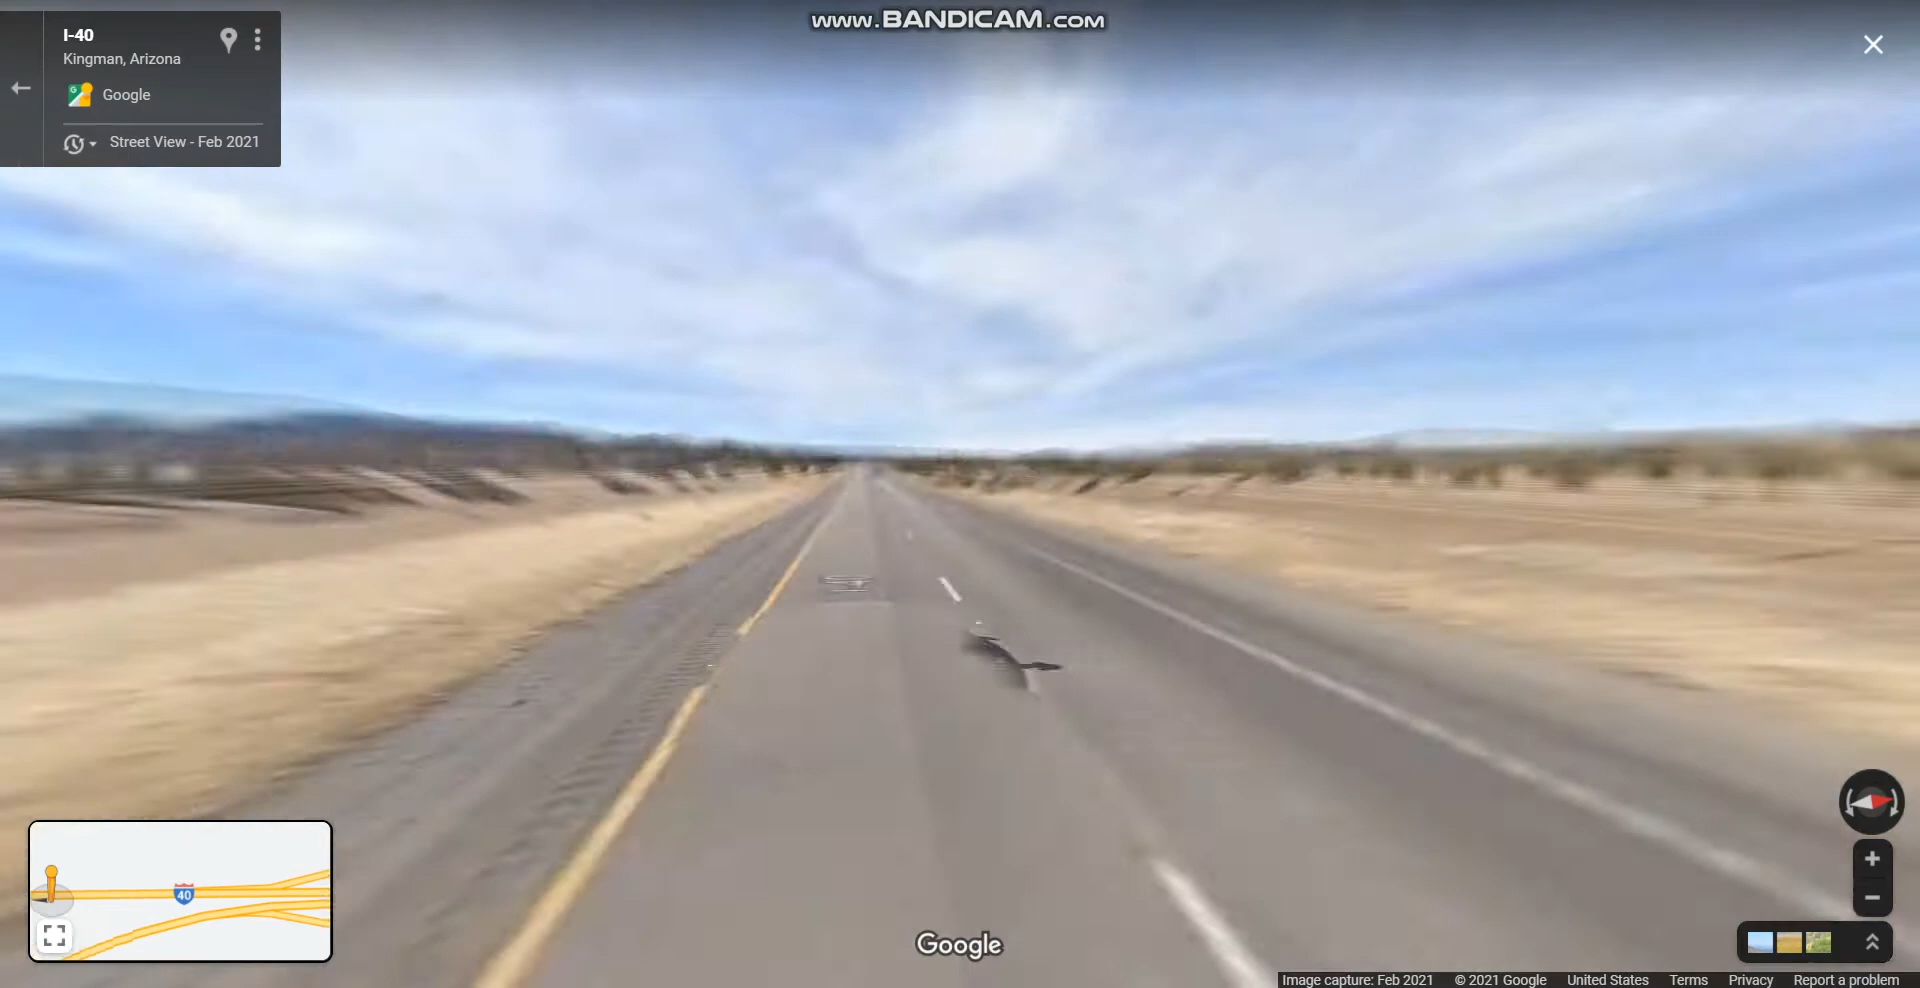 www.BANDICAM.com
I-40
Kingman, Arizona
Google
Street View - Feb 2021
40
Google
Image capture: Feb 2021 © 2021 Google United States Terms Privacy Report a problem